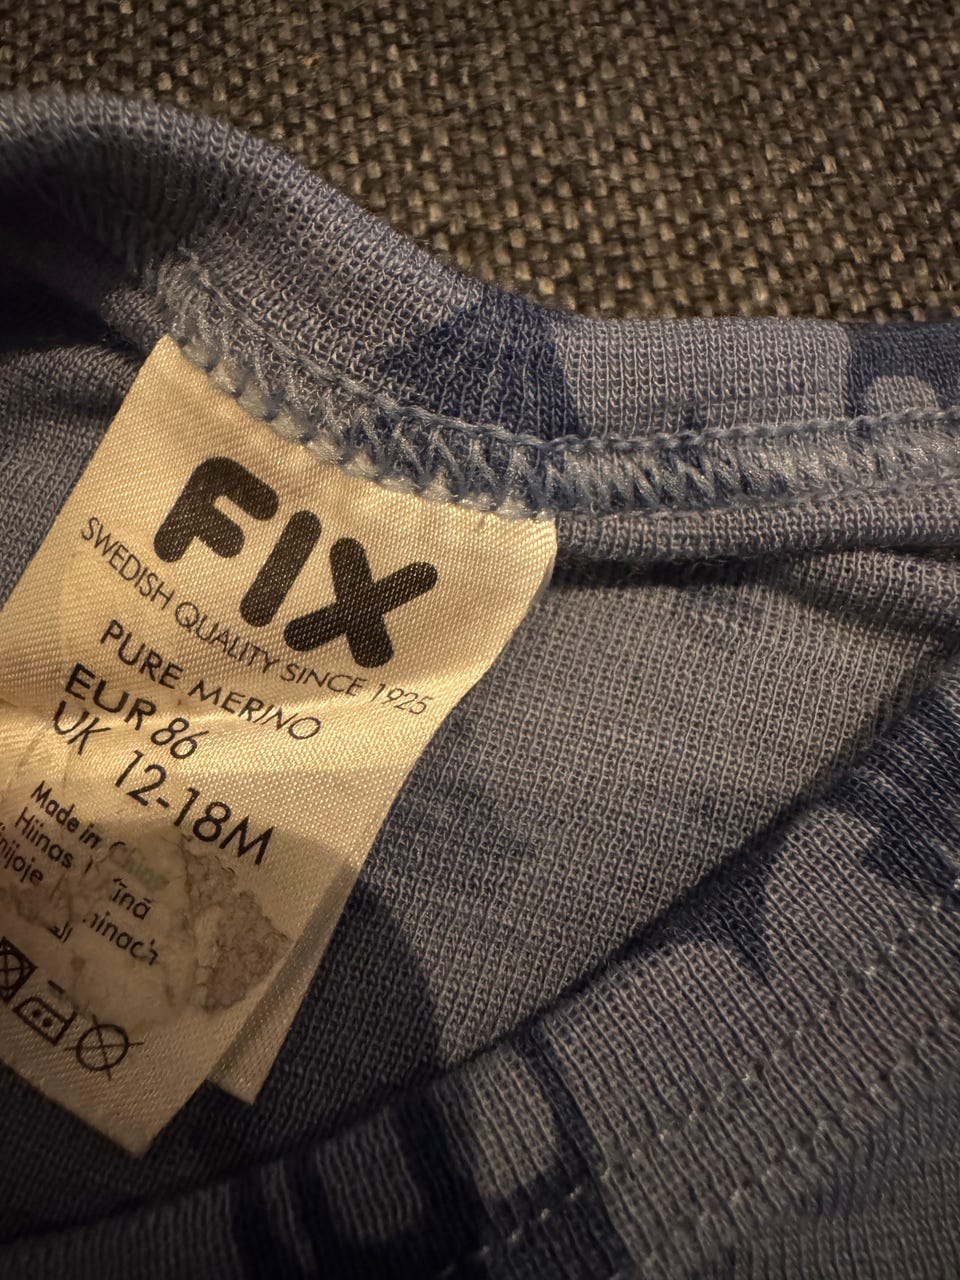 FIX
SWEDISH QUALITY SINCE 1925
PURE MERINO
EUR 86
UK 12-18M
Made in
Hiinas